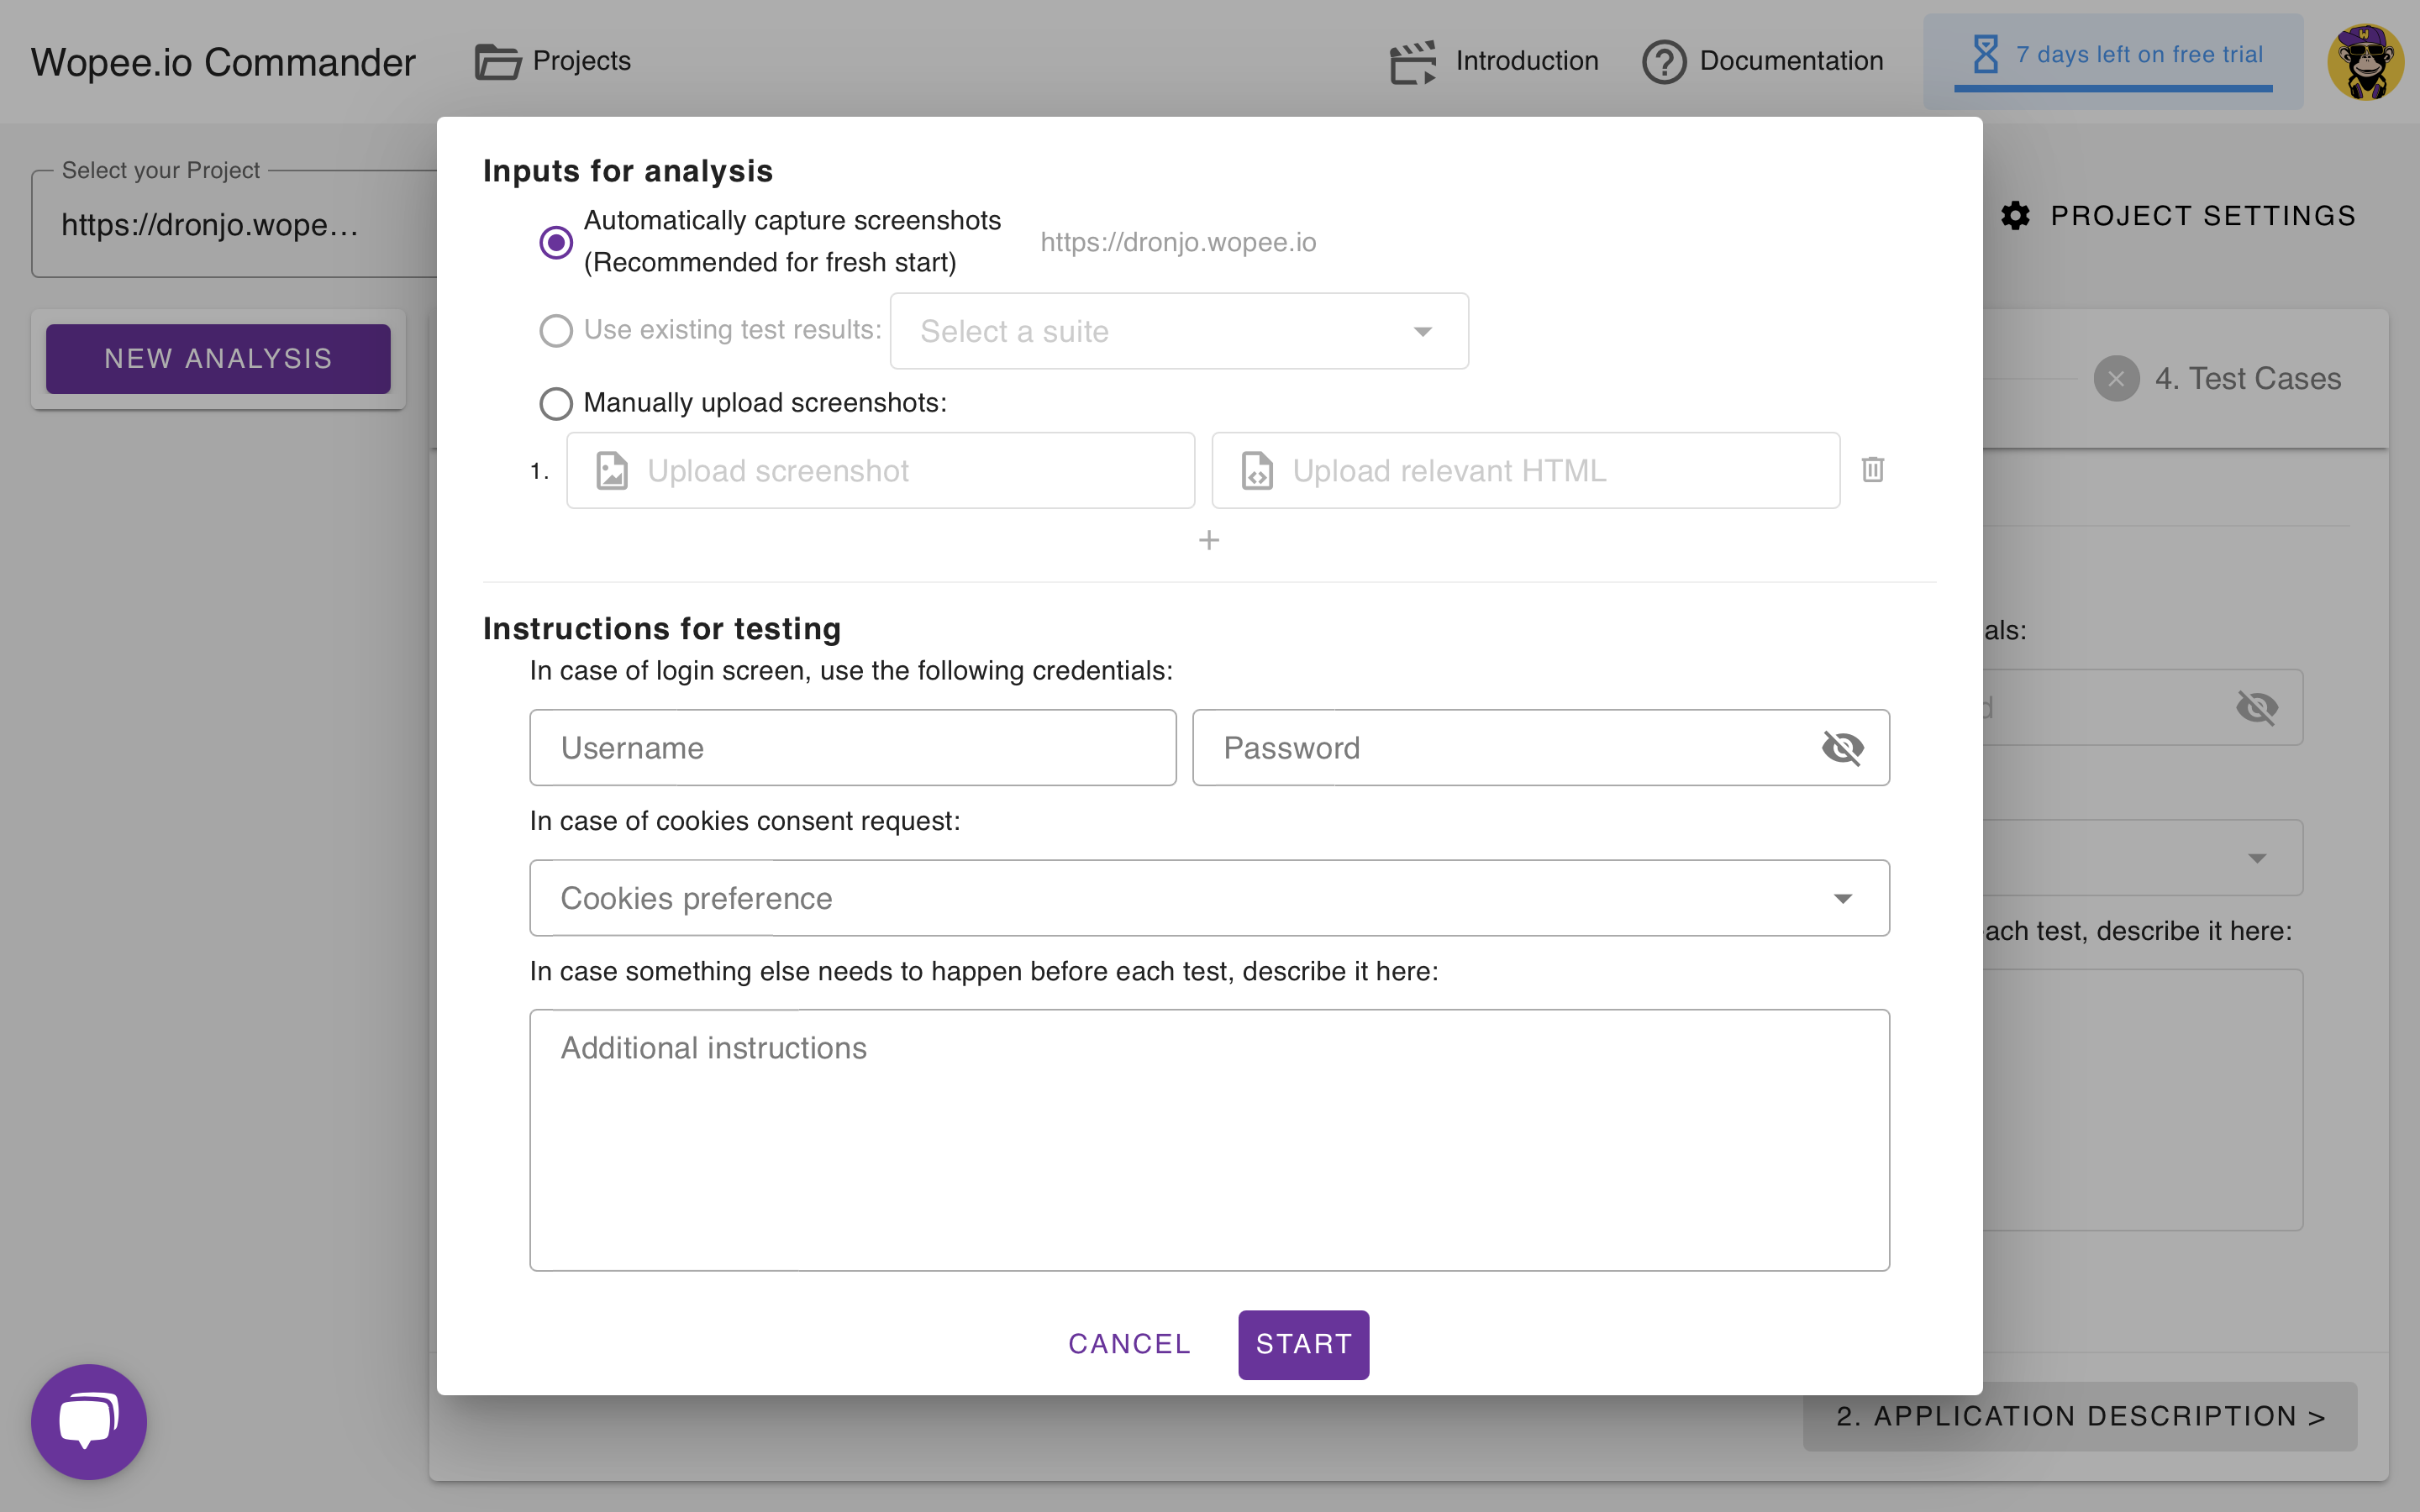 Wopee.io Commander
Projects
Introduction
Documentation
7 days left on free trial
Select your Project
https://dronjo.wope...
PROJECT SETTINGS
NEW ANALYSIS
4. Test Cases
Inputs for analysis
Automatically capture screenshots
(Recommended for fresh start)
https://dronjo.wopee.io
Use existing test results:
Select a suite
Manually upload screenshots:
1.
Upload screenshot
Upload relevant HTML
+
Instructions for testing
In case of login screen, use the following credentials:
als:
Username
Password
d
In case of cookies consent request:
Cookies preference
ach test, describe it here:
In case something else needs to happen before each test, describe it here:
Additional instructions
CANCEL
START
2. APPLICATION DESCRIPTION >